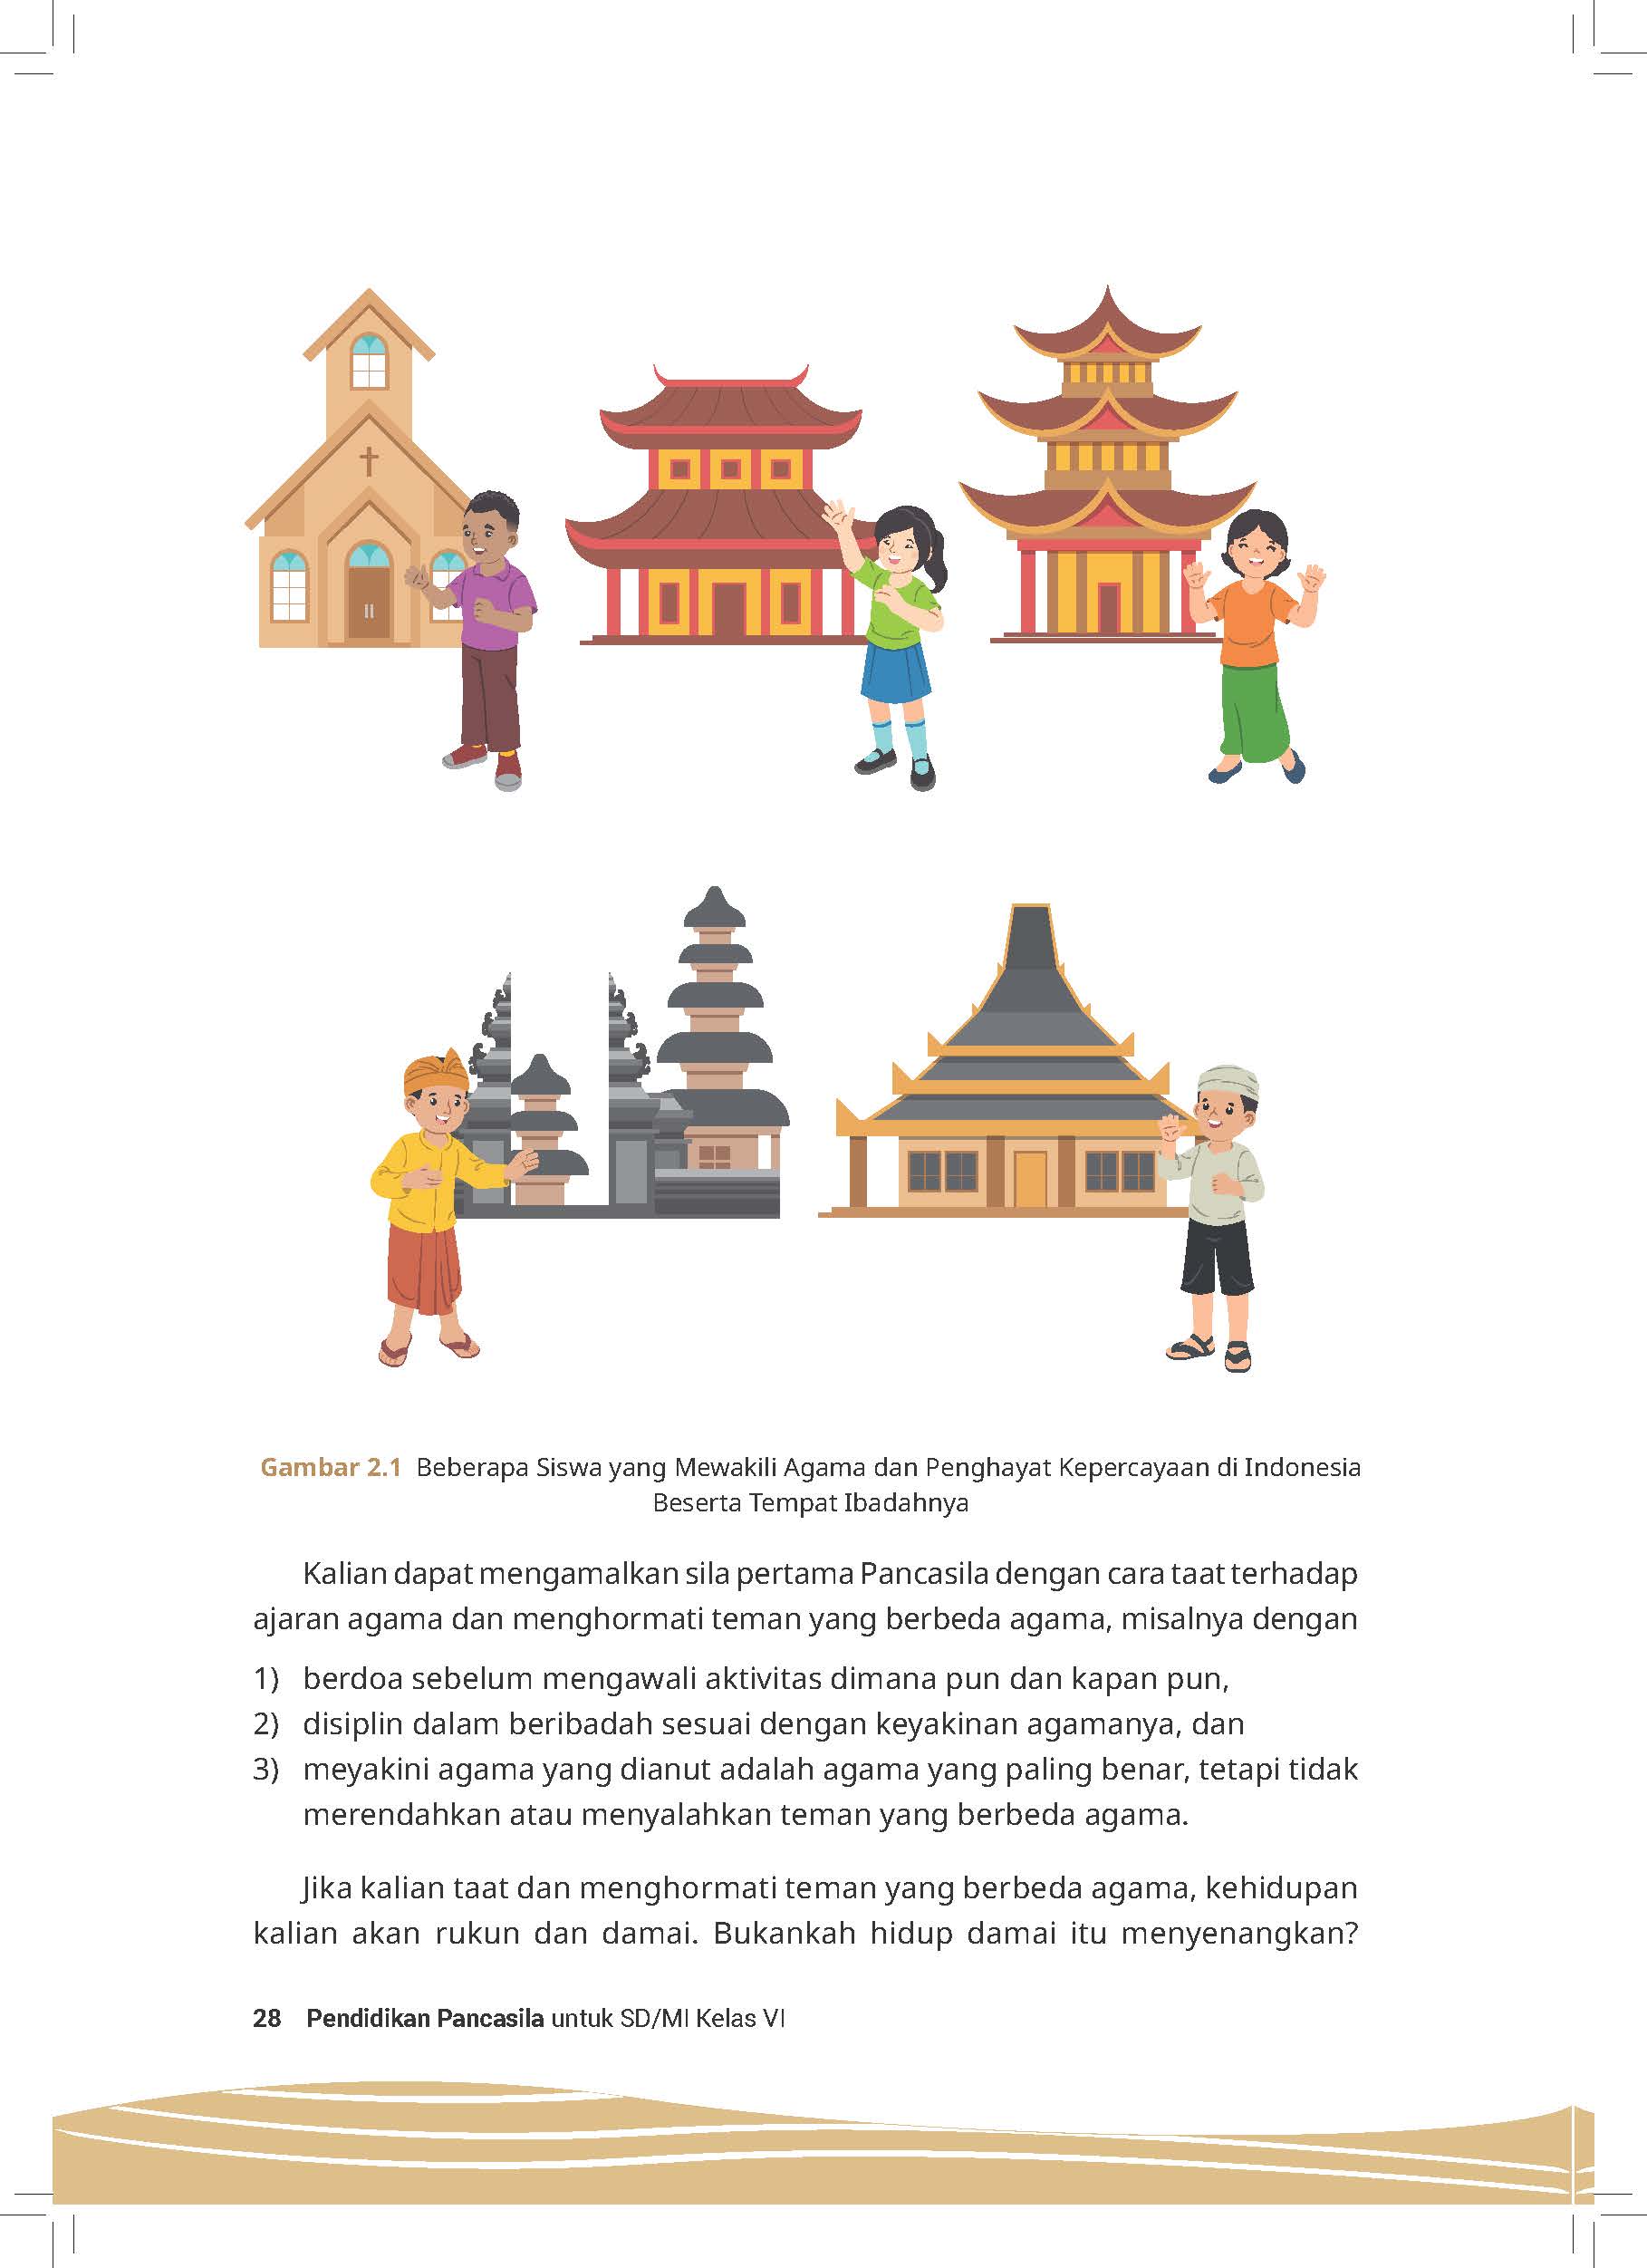 Gambar 2.1 Beberapa Siswa yang Mewakili Agama dan Penghayat Kepercayaan di Indonesia
Beserta Tempat Ibadahnya
Kalian dapat mengamalkan sila pertama Pancasila dengan cara taat terhadap
ajaran agama dan menghormati teman yang berbeda agama, misalnya dengan
1) berdoa sebelum mengawali aktivitas dimana pun dan kapan pun,
2) disiplin dalam beribadah sesuai dengan keyakinan agamanya, dan
3) meyakini agama yang dianut adalah agama yang paling benar, tetapi tidak
merendahkan atau menyalahkan teman yang berbeda agama.
Jika kalian taat dan menghormati teman yang berbeda agama, kehidupan
kalian akan rukun dan damai. Bukankah hidup damai itu menyenangkan?
28 Pendidikan Pancasila untuk SD/MI Kelas VI